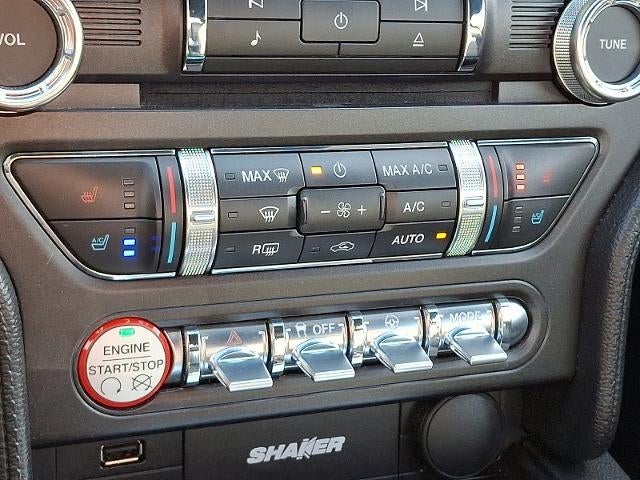 VOL
TUNE
MAX
MAX A/C
A/C
A/C
R
AUTO
ENGINE
START/STOP
OFF
MODE
SHAKER